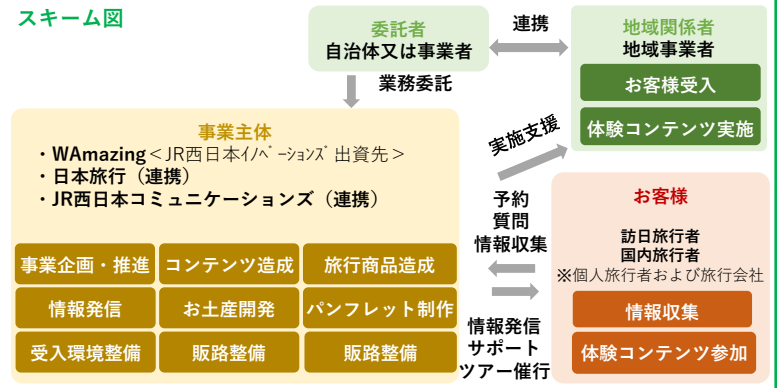 スキーム図
委託者
自治体又は事業者
連携
地域関係者
地域事業者
お客様受入
体験コンテンツ実施
業務委託
事業主体
・WAmazing＜JR西日本ｲﾉﾍﾞｰｼｮﾝｽﾞ出資先＞
・日本旅行（連携）
・JR西日本コミュニケーションズ（連携）
事業企画・推進
コンテンツ造成
旅行商品造成
情報発信
お土産開発
パンフレット制作
受入環境整備
販路整備
販路整備
実施支援
予約
質問
情報収集
情報発信
サポート
ツアー催行
お客様
訪日旅行者
国内旅行者
※個人旅行者および旅行会社
情報収集
体験コンテンツ参加